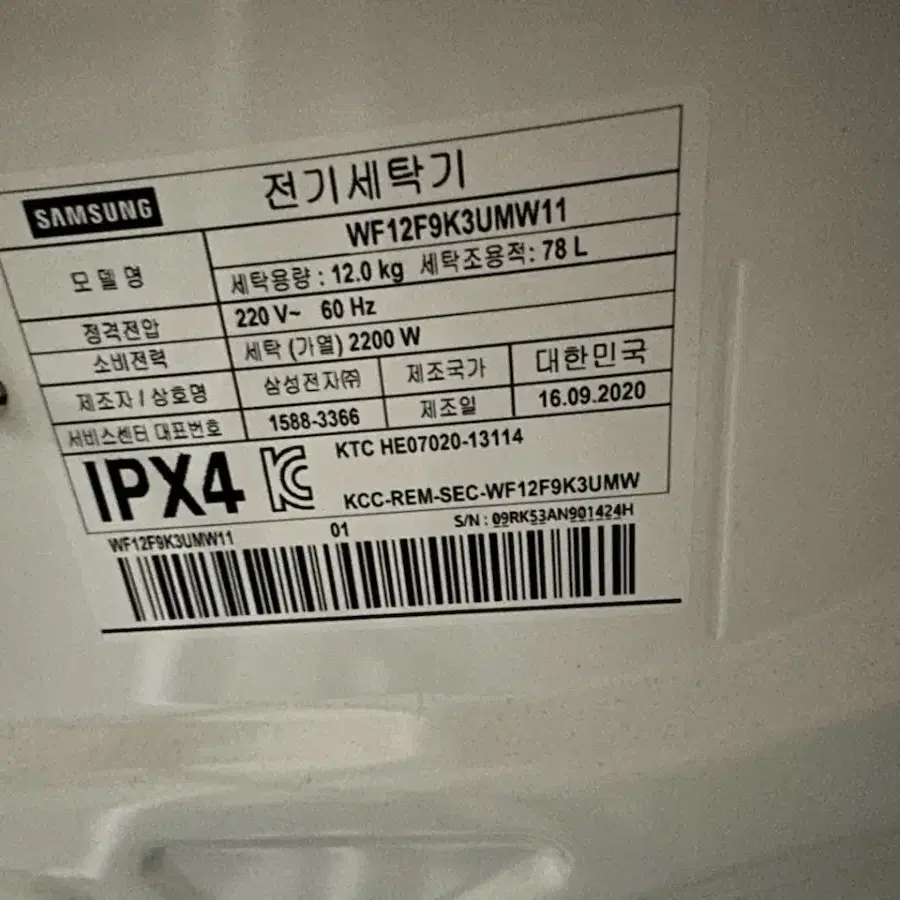 SAMSUNG 전기세탁기
모델명 WF12F9K3UMW11
세탁용량 : 12.0 kg 세탁조용적: 78 L
정격전압 220 V~ 60 Hz
소비전력 세탁 (가열) 2200 W
제조자 / 상호명 삼성전자㈜ 제조국가 대한민국
서비스센터 대표번호 1588-3366 제조일 16.09.2020
IPX4 KTC HE07020-13114
KCC-REM-SEC-WF12F9K3UMW
WF12F9K3UMW11 01 S/N : 09RK53AN901424H